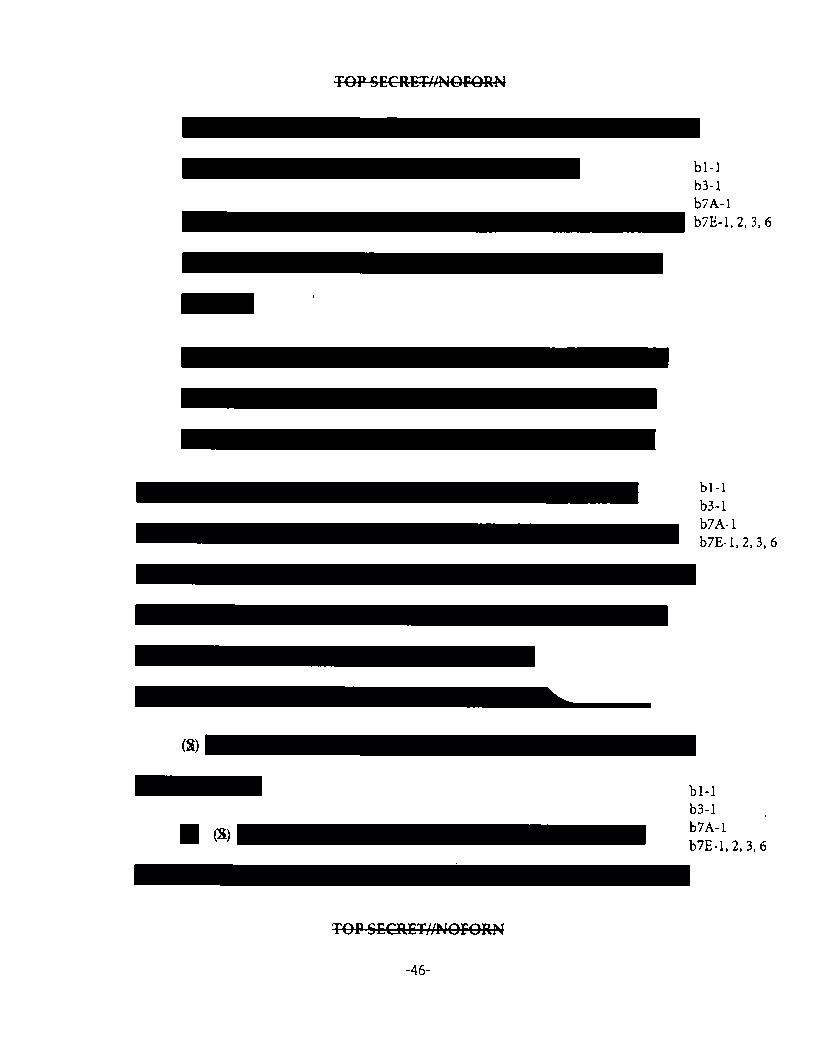 TOP SECRET//NOFORN
b1-1
b3-1
b7A-1
b7E-1, 2, 3, 6
b1-1
b3-1
b7A-1
b7E-1, 2, 3, 6
(S)
b1-1
b3-1
(S)
b7A-1
b7E-1, 2, 3, 6
TOP SECRET//NOFORN
-46-